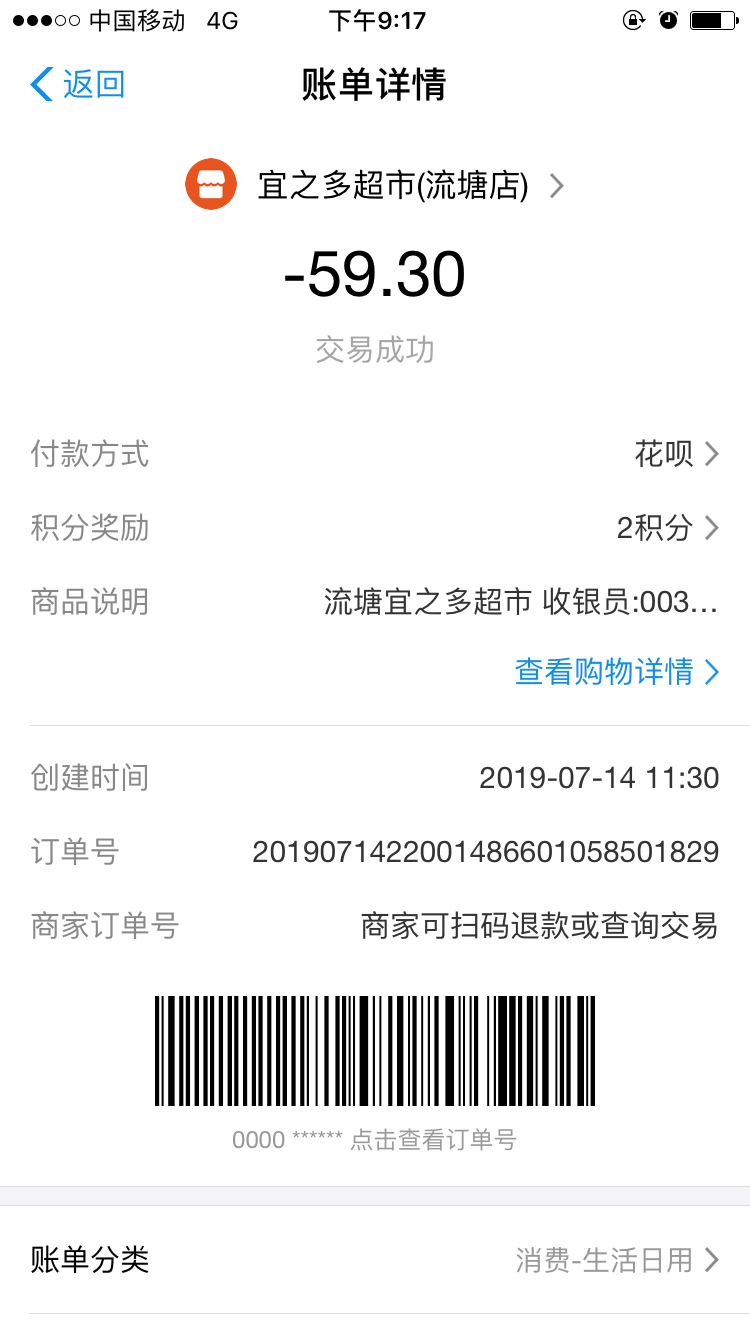 中国移动 4G 下午9:17
返回 账单详情
宜之多超市(流塘店)
-59.30
交易成功
付款方式 花呗
积分奖励 2积分
商品说明 流塘宜之多超市 收银员:003...
查看购物详情
创建时间 2019-07-14 11:30
订单号 2019071422001486601058501829
商家订单号 商家可扫码退款或查询交易
0000 ****** 点击查看订单号
账单分类 消费-生活日用